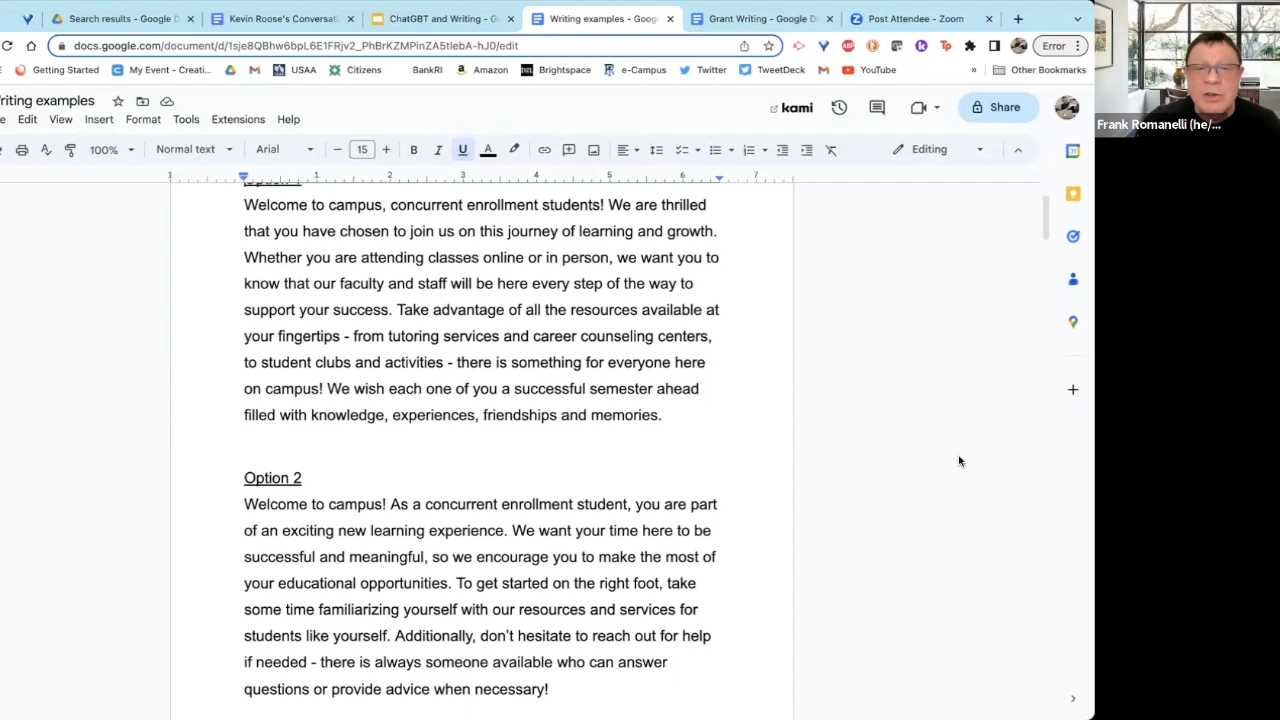 Search results - Google D
Kevin Roose's Conversati
ChatGBT and Writing - G
Writing examples - Googl
Grant Writing - Google D
Post Attendee - Zoom
docs.google.com/document/d/1sje8QBhw6bpL6E1FRjv2_PhBrKZMPinZA5tlebA-hJ0/edit
Error
Getting Started
My Event - Creati...
USAA
Citizens
BankRI
Amazon
Brightspace
e-Campus
Twitter
TweetDeck
YouTube
»
Other Bookmarks
riting examples
Edit View Insert Format Tools Extensions Help
kami
Share
100%
Normal text
Arial
15
Editing
1 1 2 3 4 5 6 7
Welcome to campus, concurrent enrollment students! We are thrilled
that you have chosen to join us on this journey of learning and growth.
Whether you are attending classes online or in person, we want you to
know that our faculty and staff will be here every step of the way to
support your success. Take advantage of all the resources available at
your fingertips - from tutoring services and career counseling centers,
to student clubs and activities - there is something for everyone here
on campus! We wish each one of you a successful semester ahead
filled with knowledge, experiences, friendships and memories.
Option 2
Welcome to campus! As a concurrent enrollment student, you are part
of an exciting new learning experience. We want your time here to be
successful and meaningful, so we encourage you to make the most of
your educational opportunities. To get started on the right foot, take
some time familiarizing yourself with our resources and services for
students like yourself. Additionally, don't hesitate to reach out for help
if needed - there is always someone available who can answer
questions or provide advice when necessary!
Frank Romanelli (he/...